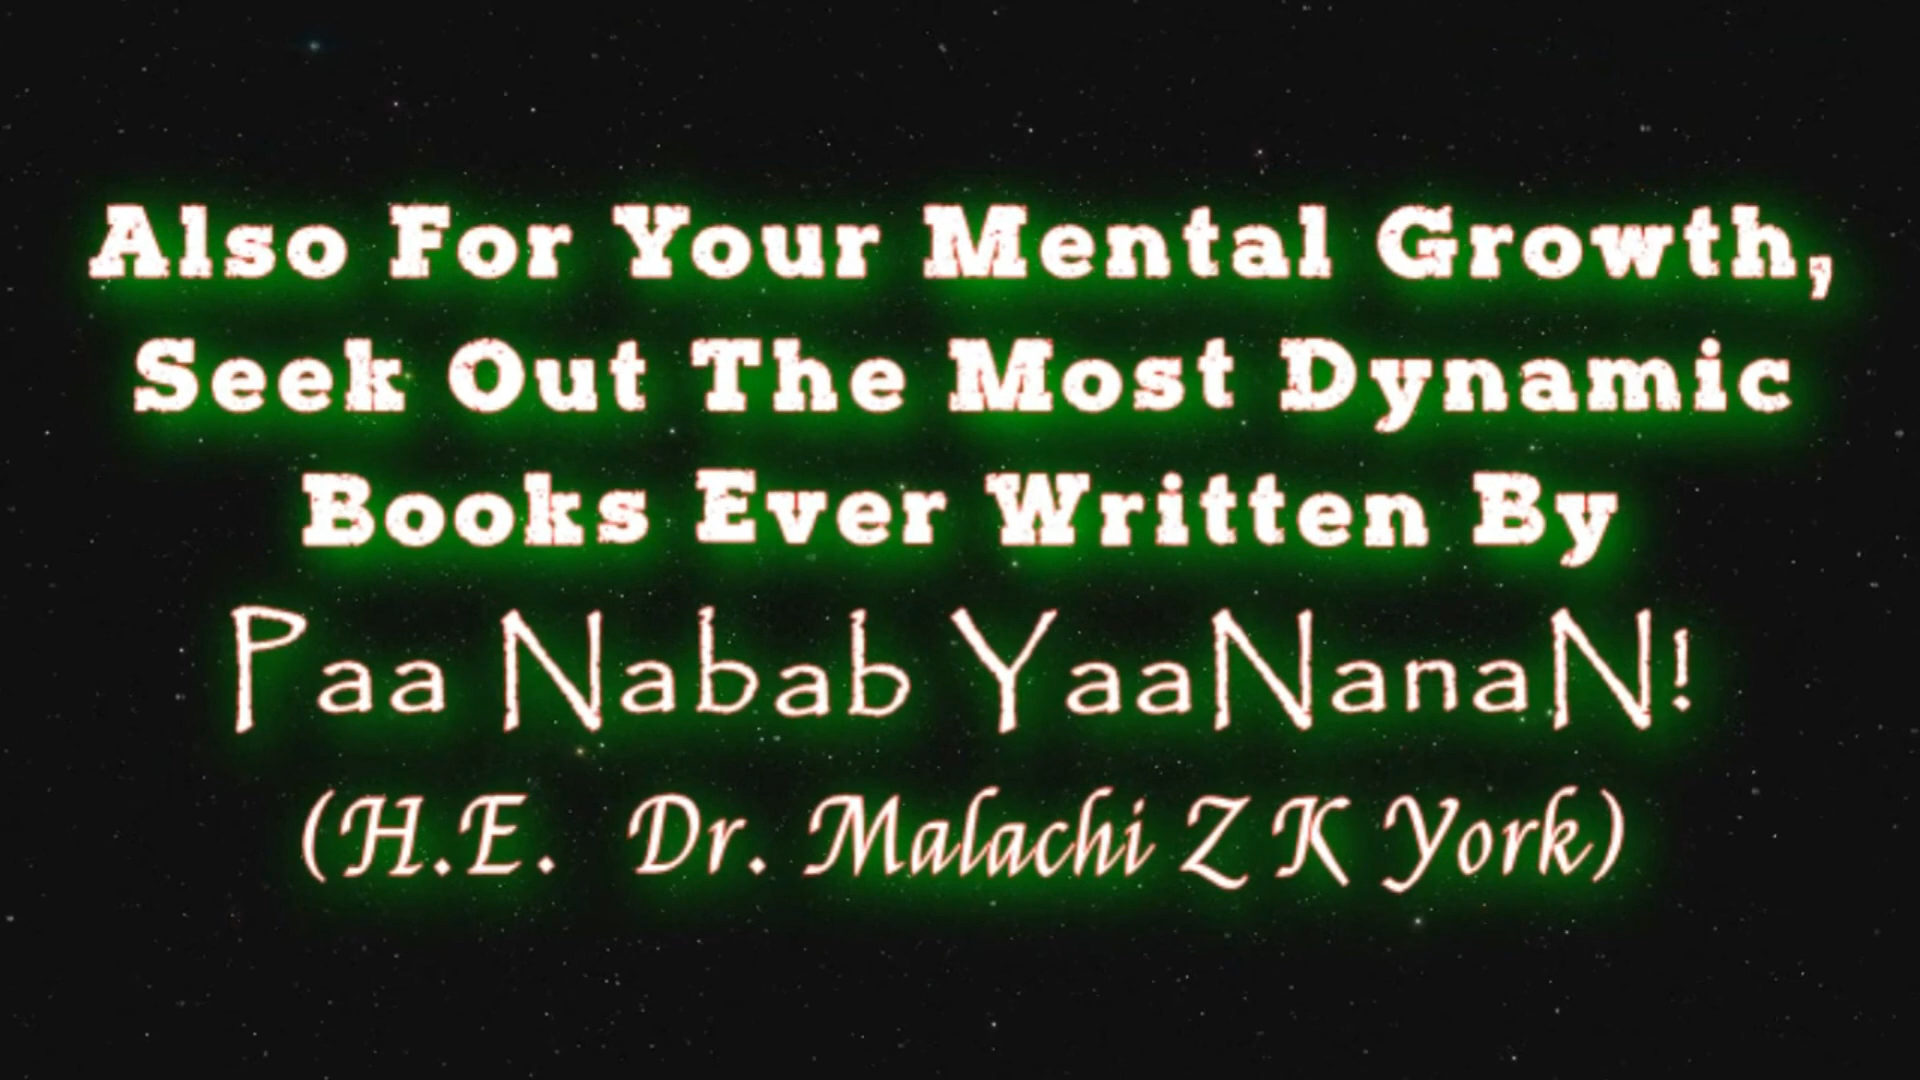 Also For Your Mental Growth,
Seek Out The Most Dynamic
Books Ever Written By
Paa Nabab YaaNanaN!
(H.E. Dr. Malachi Z K York)